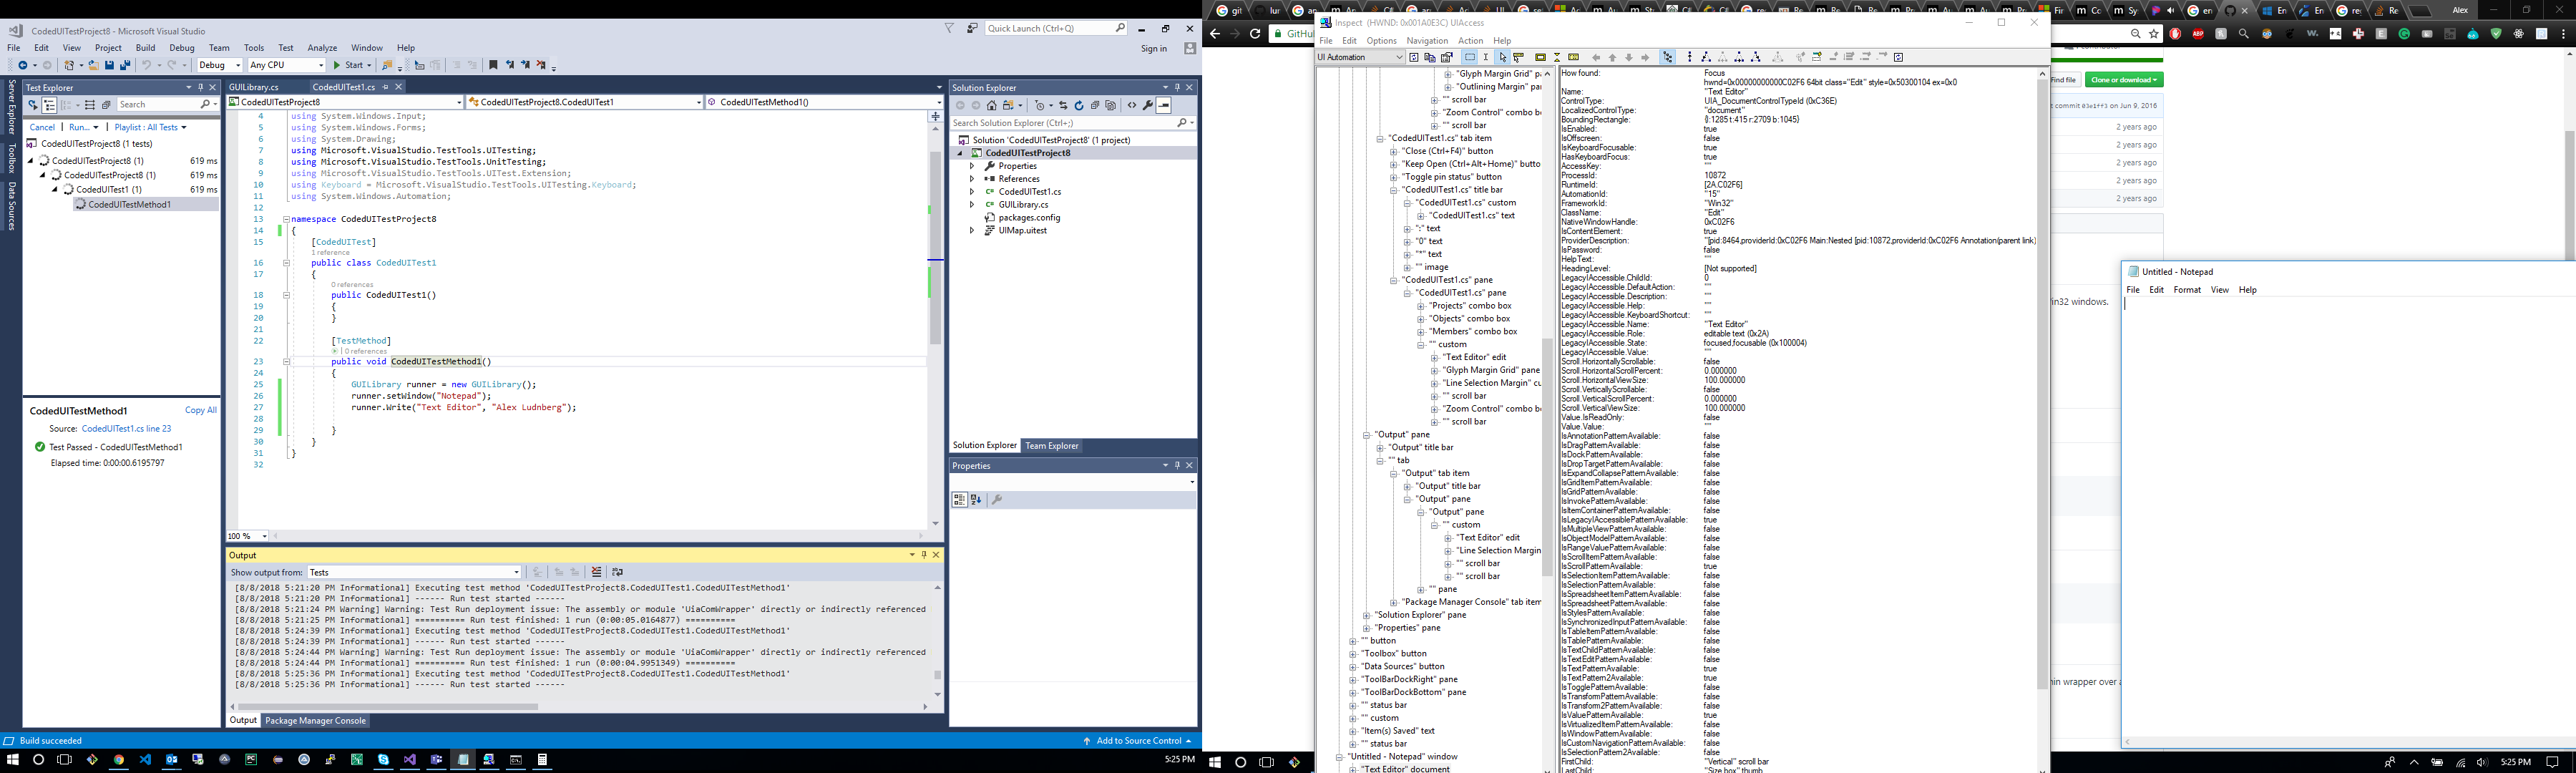 CodedUITestProject8 - Microsoft Visual Studio
Quick Launch (Ctrl+Q)
File Edit View Project Build Debug Team Tools Test Analyze Window Help
Sign in
Debug Any CPU Start
Server Explorer
Toolbox
Data Sources
Test Explorer
Search
Cancel | Run... | Playlist : All Tests
CodedUITestProject8 (1 tests)
CodedUITestProject8 (1) 619 ms
CodedUITestProject8 (1) 619 ms
CodedUITest1 (1) 619 ms
CodedUITestMethod1
CodedUITestMethod1 Copy All
Source: CodedUITest1.cs line 23
Test Passed - CodedUITestMethod1
Elapsed time: 0:00:00.6195797
GUILibrary.cs CodedUITest1.cs
CodedUITestProject8 CodedUITestProject8.CodedUITest1 CodedUITestMethod1()
4 using System.Windows.Input;
5 using System.Windows.Forms;
6 using System.Drawing;
7 using Microsoft.VisualStudio.TestTools.UITesting;
8 using Microsoft.VisualStudio.TestTools.UnitTesting;
9 using Microsoft.VisualStudio.TestTools.UITest.Extension;
10 using Keyboard = Microsoft.VisualStudio.TestTools.UITesting.Keyboard;
11 using System.Windows.Automation;
12
13 namespace CodedUITestProject8
14 {
15 [CodedUITest]
1 reference
16 public class CodedUITest1
17 {
0 references
18 public CodedUITest1()
19 {
20 }
21
22 [TestMethod]
| 0 references
23 public void CodedUITestMethod1()
24 {
25 GUILibrary runner = new GUILibrary();
26 runner.setWindow("Notepad");
27 runner.Write("Text Editor", "Alex Ludnberg");
28
29 }
30 }
31 }
32
100 %
Output
Show output from: Tests
[8/8/2018 5:21:20 PM Informational] Executing test method 'CodedUITestProject8.CodedUITest1.CodedUITestMethod1'
[8/8/2018 5:21:20 PM Informational] ------ Run test started ------
[8/8/2018 5:21:24 PM Warning] Warning: Test Run deployment issue: The assembly or module 'UiaComWrapper' directly or indirectly referenced
[8/8/2018 5:21:25 PM Informational] ========== Run test finished: 1 run (0:00:05.0164877) ==========
[8/8/2018 5:24:39 PM Informational] Executing test method 'CodedUITestProject8.CodedUITest1.CodedUITestMethod1'
[8/8/2018 5:24:39 PM Informational] ------ Run test started ------
[8/8/2018 5:24:44 PM Warning] Warning: Test Run deployment issue: The assembly or module 'UiaComWrapper' directly or indirectly referenced
[8/8/2018 5:24:44 PM Informational] ========== Run test finished: 1 run (0:00:04.9951349) ==========
[8/8/2018 5:25:36 PM Informational] Executing test method 'CodedUITestProject8.CodedUITest1.CodedUITestMethod1'
[8/8/2018 5:25:36 PM Informational] ------ Run test started ------
Output Package Manager Console
Build succeeded
Add to Source Control
5:25 PM
Solution Explorer
Search Solution Explorer (Ctrl+;)
Solution 'CodedUITestProject8' (1 project)
CodedUITestProject8
Properties
References
CodedUITest1.cs
GUILibrary.cs
packages.config
UIMap.uitest
Solution Explorer Team Explorer
Properties
Alex
GitHub
Inspect (HWND: 0x001A0E3C) UIAccess
File Edit Options Navigation Action Help
UI Automation
"Glyph Margin Grid" pa
"Outlining Margin" pa
"" scroll bar
"Zoom Control" combo b
"" scroll bar
"CodedUITest1.cs" tab item
"Close (Ctrl+F4)" button
"Keep Open (Ctrl+Alt+Home)" butto
"Toggle pin status" button
"CodedUITest1.cs" title bar
"CodedUITest1.cs" custom
"CodedUITest1.cs" text
":" text
"0" text
"*" text
"" image
"CodedUITest1.cs" pane
"CodedUITest1.cs" pane
"Projects" combo box
"Objects" combo box
"Members" combo box
"" custom
"Text Editor" edit
"Glyph Margin Grid" pane
"Line Selection Margin" cu
"" scroll bar
"Zoom Control" combo b
"" scroll bar
"Output" pane
"Output" title bar
"" tab
"Output" tab item
"Output" title bar
"Output" pane
"Output" pane
"" custom
"Text Editor" edit
"Line Selection Margin
"" scroll bar
"" scroll bar
"" pane
"Package Manager Console" tab item
"Solution Explorer" pane
"Properties" pane
"" button
"Toolbox" button
"Data Sources" button
"ToolBarDockRight" pane
"ToolBarDockBottom" pane
"" status bar
"" custom
"Item(s) Saved" text
"" status bar
"Untitled - Notepad" window
"Text Editor" document
How found: Focus
hwnd=0x00000000000C02F6 64bit class="Edit" style=0x50300104 ex=0x0
Name: "Text Editor"
ControlType: UIA_DocumentControlTypeId (0xC36E)
LocalizedControlType: "document"
BoundingRectangle: {l:1285 t:415 r:2709 b:1045}
IsEnabled: true
IsOffscreen: false
IsKeyboardFocusable: true
HasKeyboardFocus: true
AccessKey: ""
ProcessId: 10872
RuntimeId: [2A.C02F6]
AutomationId: "15"
FrameworkId: "Win32"
ClassName: "Edit"
NativeWindowHandle: 0xC02F6
IsContentElement: true
ProviderDescription: "[pid:8464,providerId:0xC02F6 Main:Nested [pid:10872,providerId:0xC02F6 Annotation(parent link)
IsPassword: false
HelpText: ""
HeadingLevel: [Not supported]
LegacyIAccessible.ChildId: 0
LegacyIAccessible.DefaultAction: ""
LegacyIAccessible.Description: ""
LegacyIAccessible.Help: ""
LegacyIAccessible.KeyboardShortcut: ""
LegacyIAccessible.Name: "Text Editor"
LegacyIAccessible.Role: editable text (0x2A)
LegacyIAccessible.State: focused,focusable (0x100004)
LegacyIAccessible.Value: ""
Scroll.HorizontallyScrollable: false
Scroll.HorizontalScrollPercent: 0.000000
Scroll.HorizontalViewSize: 100.000000
Scroll.VerticallyScrollable: false
Scroll.VerticalScrollPercent: 0.000000
Scroll.VerticalViewSize: 100.000000
Value.IsReadOnly: false
Value.Value: ""
IsAnnotationPatternAvailable: false
IsDragPatternAvailable: false
IsDockPatternAvailable: false
IsDropTargetPatternAvailable: false
IsExpandCollapsePatternAvailable: false
IsGridItemPatternAvailable: false
IsGridPatternAvailable: false
IsInvokePatternAvailable: false
IsItemContainerPatternAvailable: false
IsLegacyIAccessiblePatternAvailable: true
IsMultipleViewPatternAvailable: false
IsObjectModelPatternAvailable: false
IsRangeValuePatternAvailable: false
IsScrollItemPatternAvailable: false
IsScrollPatternAvailable: true
IsSelectionItemPatternAvailable: false
IsSelectionPatternAvailable: false
IsSpreadsheetItemPatternAvailable: false
IsSpreadsheetPatternAvailable: false
IsStylesPatternAvailable: false
IsSynchronizedInputPatternAvailable: false
IsTableItemPatternAvailable: false
IsTablePatternAvailable: false
IsTextChildPatternAvailable: false
IsTextEditPatternAvailable: false
IsTextPatternAvailable: true
IsTextPattern2Available: true
IsTogglePatternAvailable: false
IsTransformPatternAvailable: false
IsTransform2PatternAvailable: false
IsValuePatternAvailable: true
IsVirtualizedItemPatternAvailable: false
IsWindowPatternAvailable: false
IsCustomNavigationPatternAvailable: false
IsSelectionPattern2Available: false
FirstChild: "Vertical" scroll bar
LastChild: "Size box" thumb
Find file Clone or download
commit 03e1ff3 on Jun 9, 2016
2 years ago
2 years ago
2 years ago
2 years ago
2 years ago
in32 windows.
in wrapper over a
Untitled - Notepad
File Edit Format View Help
5:25 PM